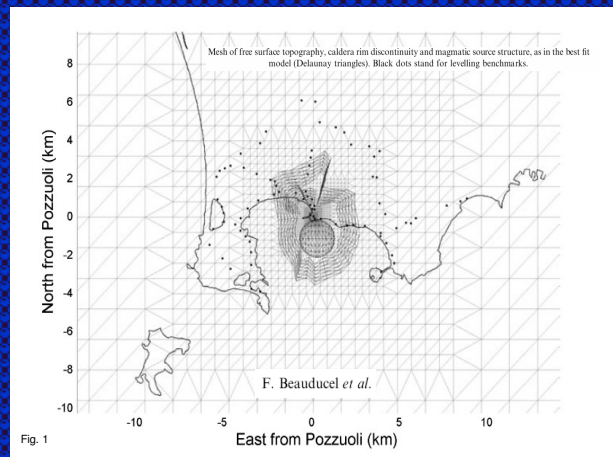 Mesh of free surface topography, caldera rim discontinuity and magmatic source structure, as in the best fit
model (Delaunay triangles). Black dots stand for levelling benchmarks.
North from Pozzuoli (km)
8
6
4
2
0
-2
-4
-6
-8
-10
F. Beauducel et al.
-10
-5
0
5
10
East from Pozzuoli (km)
Fig. 1